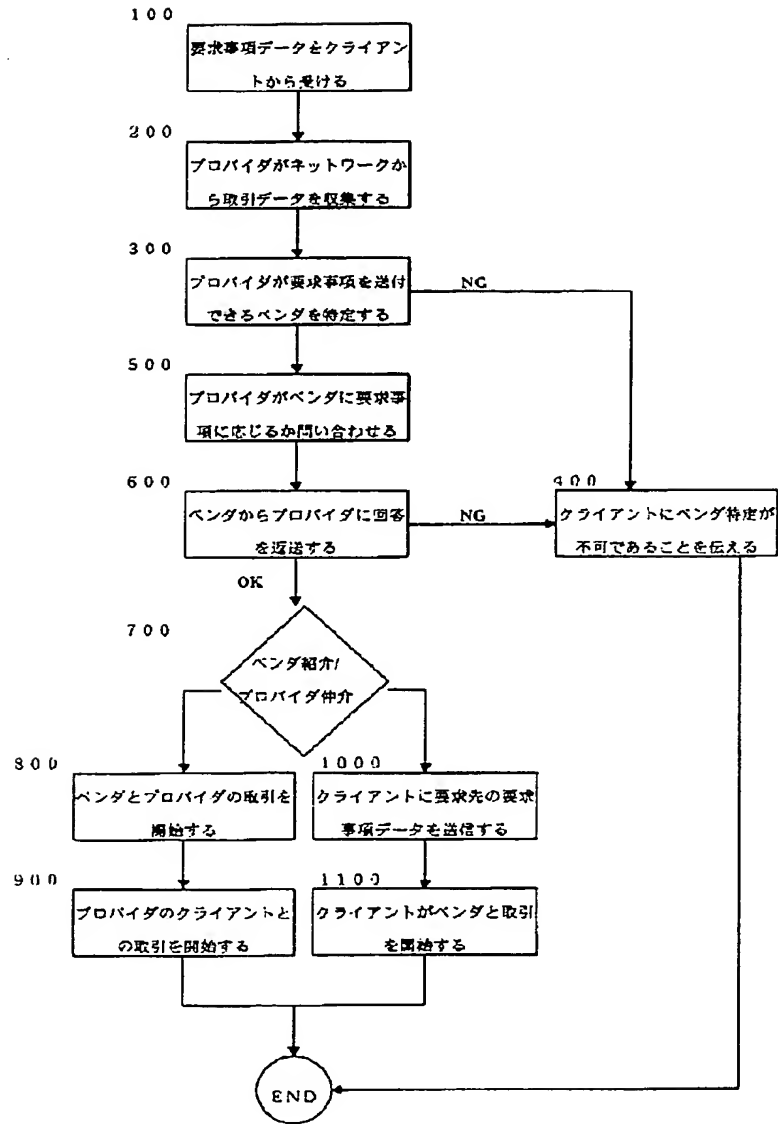 100
要求事項データをクライアン
トから受ける
200
プロバイダがネットワークか
ら取引データを収集する
300
プロバイダが要求事項を送付
できるベンダを特定する
NG
500
プロバイダがベンダに要求事
項に応じるか問い合わせる
600
ベンダからプロバイダに回答
を返送する
NG
400
クライアントにベンダ特定が
不可であることを伝える
OK
700
ベンダ紹介/
プロバイダ仲介
800
ベンダとプロバイダの取引を
開始する
1000
クライアントに要求先の要求
事項データを送信する
900
プロバイダのクライアントと
の取引を開始する
1100
クライアントがベンダと取引
を開始する
END